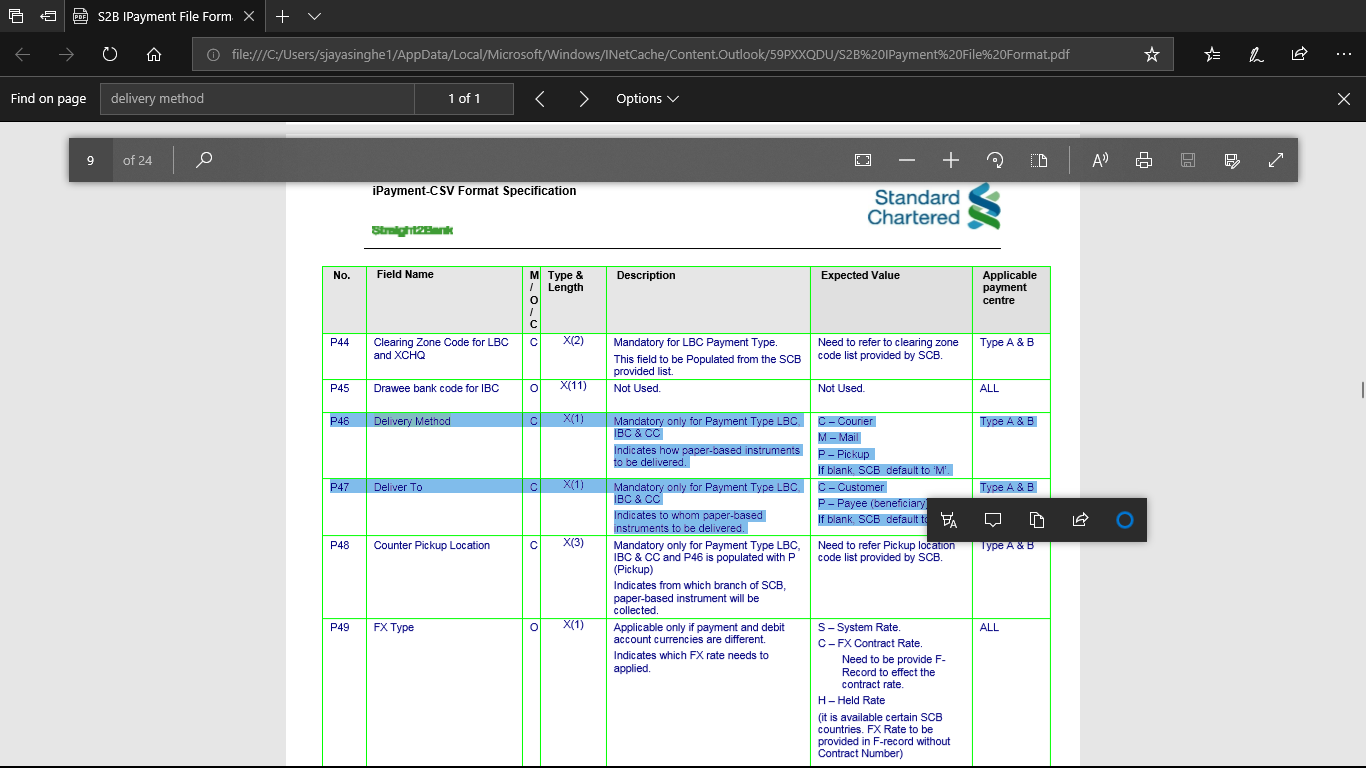 S2B IPayment File Form
file:///C:/Users/sjayasinghe1/AppData/Local/Microsoft/Windows/INetCache/Content.Outlook/59PXXQDU/S2B%20IPayment%20File%20Format.pdf
Find on page
delivery method
1 of 1
Options
9
of 24
iPayment-CSV Format Specification
Straight2Bank
Standard
Chartered
No.
Field Name
M
/
O
/
C
Type &
Length
Description
Expected Value
Applicable
payment
centre
P44
Clearing Zone Code for LBC
and XCHQ
C
X(2)
Mandatory for LBC Payment Type.
This field to be Populated from the SCB
provided list.
Need to refer to clearing zone
code list provided by SCB.
Type A & B
P45
Drawee bank code for IBC
O
X(11)
Not Used.
Not Used.
ALL
P46
Delivery Method
C
X(1)
Mandatory only for Payment Type LBC,
IBC & CC
Indicates how paper-based instruments
to be delivered.
C – Courier
M – Mail
P – Pickup
If blank, SCB default to 'M'.
Type A & B
P47
Deliver To
C
X(1)
Mandatory only for Payment Type LBC,
IBC & CC
Indicates to whom paper-based
instruments to be delivered.
C – Customer
P – Payee (beneficiary)
If blank, SCB default to
Type A & B
P48
Counter Pickup Location
C
X(3)
Mandatory only for Payment Type LBC,
IBC & CC and P46 is populated with P
(Pickup)
Indicates from which branch of SCB,
paper-based instrument will be
collected.
Need to refer Pickup location
code list provided by SCB.
Type A & B
P49
FX Type
O
X(1)
Applicable only if payment and debit
account currencies are different.
Indicates which FX rate needs to
applied.
S – System Rate.
C – FX Contract Rate.
Need to be provide F-
Record to effect the
contract rate.
H – Held Rate
(it is available certain SCB
countries. FX Rate to be
provided in F-record without
Contract Number)
ALL